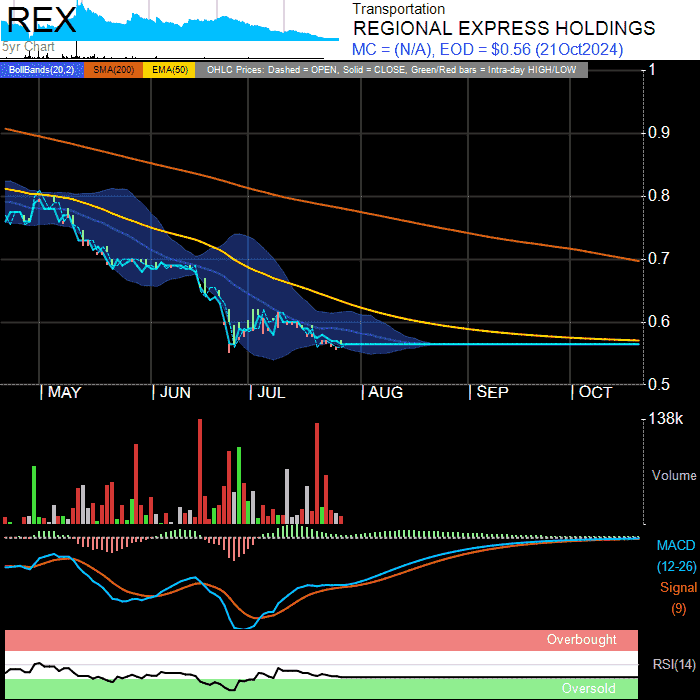 REX
5yr Chart
Transportation
REGIONAL EXPRESS HOLDINGS
MC = (N/A), EOD = $0.56 (21Oct2024)
BollBands(20,2) SMA(200) EMA(50) OHLC Prices: Dashed = OPEN, Solid = CLOSE, Green/Red bars = Intra-day HIGH/LOW
1
0.9
0.8
0.7
0.6
0.5
MAY JUN JUL AUG SEP OCT
138k
Volume
MACD
(12-26)
Signal
(9)
Overbought
RSI(14)
Oversold